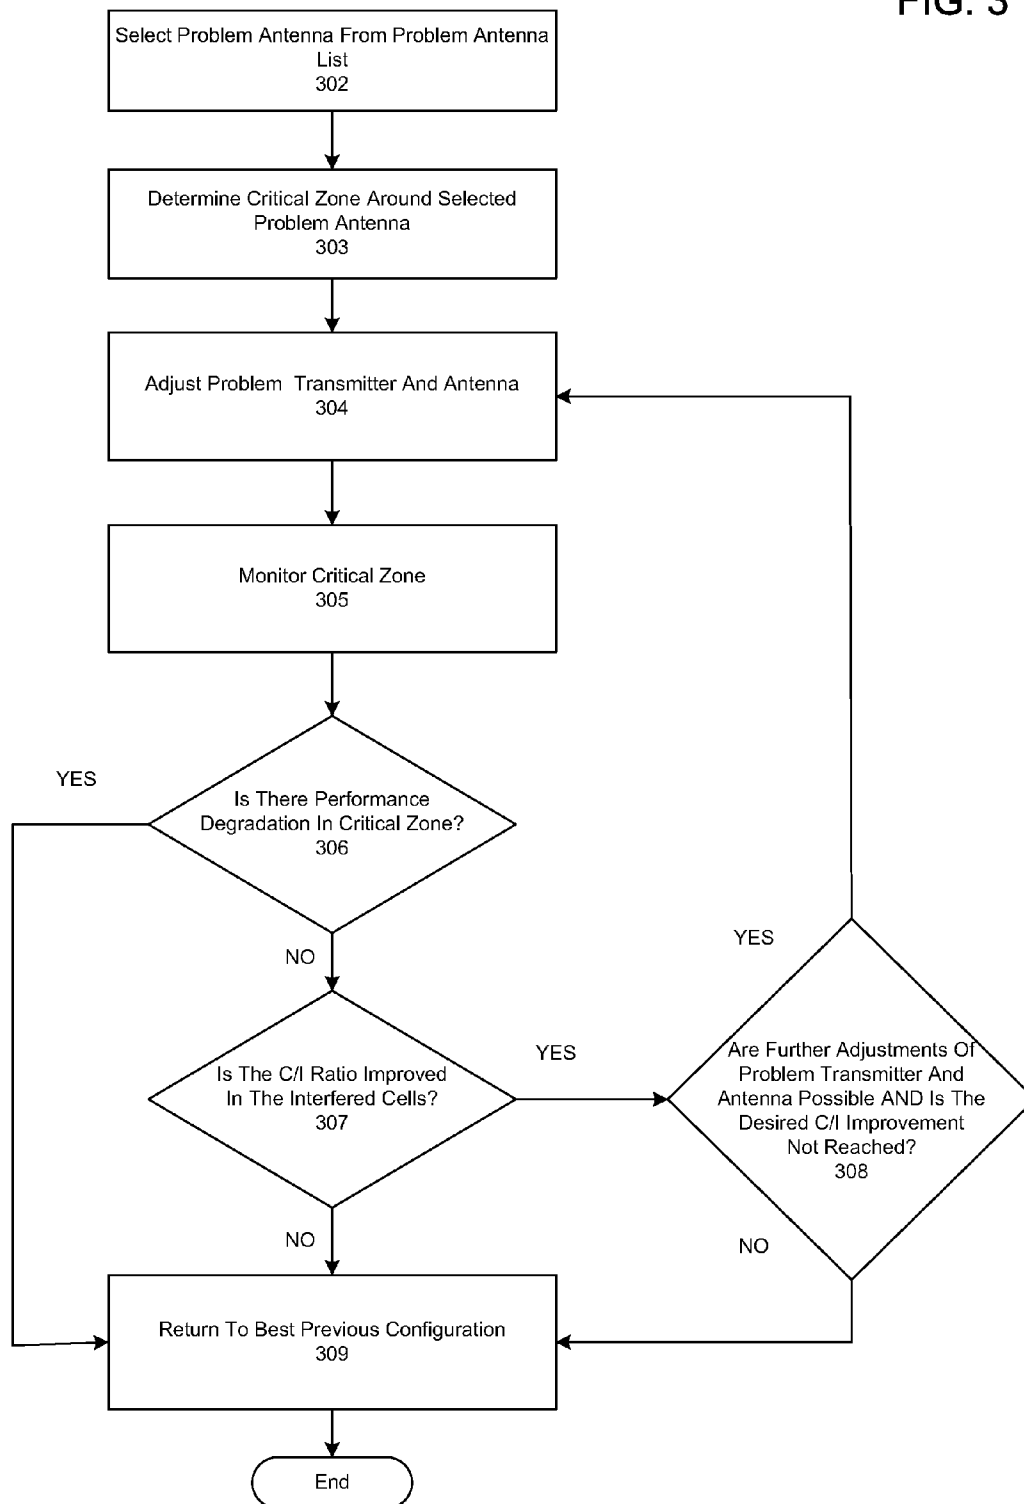 FIG. 3
Select Problem Antenna From Problem Antenna
List
302
Determine Critical Zone Around Selected
Problem Antenna
303
Adjust Problem Transmitter And Antenna
304
Monitor Critical Zone
305
YES
Is There Performance
Degradation In Critical Zone?
306
NO
YES
Is The C/I Ratio Improved
In The Interfered Cells?
307
YES
Are Further Adjustments Of
Problem Transmitter And
Antenna Possible AND Is The
Desired C/I Improvement
Not Reached?
308
NO
NO
Return To Best Previous Configuration
309
End